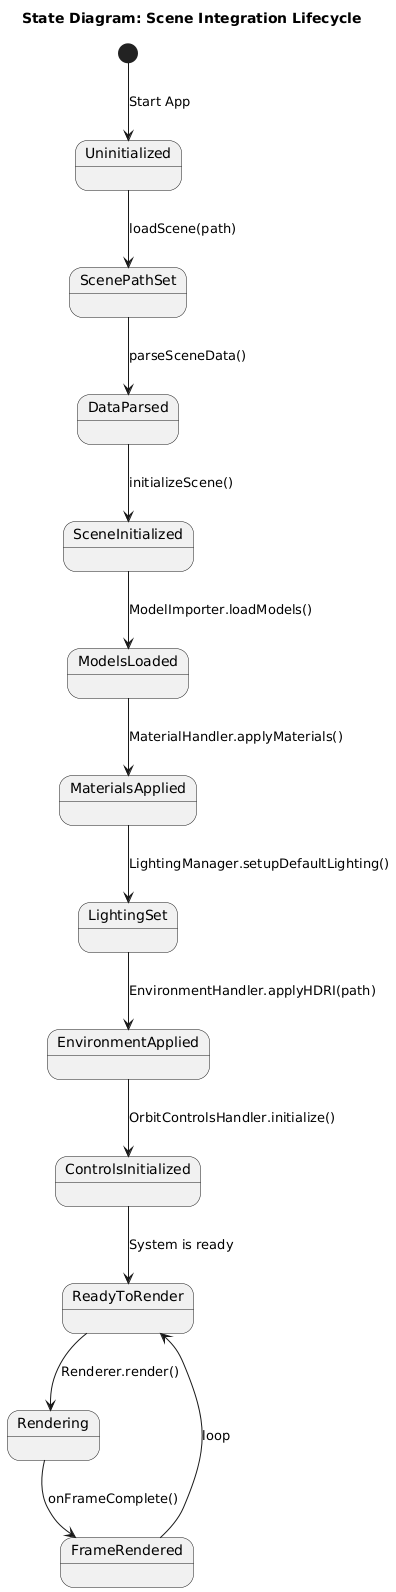 State Diagram: Scene Integration Lifecycle
Start App
Uninitialized
loadScene(path)
ScenePathSet
parseSceneData()
DataParsed
initializeScene()
SceneInitialized
ModelImporter.loadModels()
ModelsLoaded
MaterialHandler.applyMaterials()
MaterialsApplied
LightingManager.setupDefaultLighting()
LightingSet
EnvironmentHandler.applyHDRI(path)
EnvironmentApplied
OrbitControlsHandler.initialize()
ControlsInitialized
System is ready
ReadyToRender
Renderer.render()
Rendering
loop
onFrameComplete()
FrameRendered